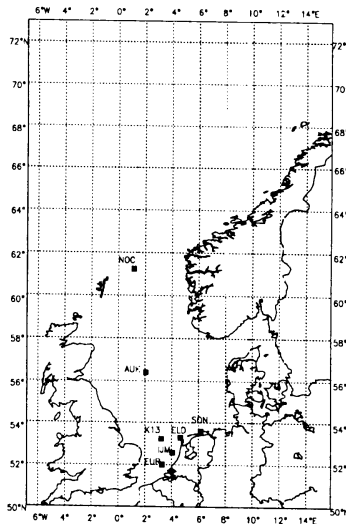 6°W 4° 2° 0° 2° 4° 6° 8° 10° 12° 14°E
72°N 72°N
70° 70°
68° 68°
66° 66°
64° 64°
62° 62°
NOC
60° 60°
58° 58°
AUK
56° 56°
54° 54°
SON
K13 ELD
IJM
52° EUR 52°
50°N 50°N
6°W 4° 2° 0° 2° 4° 6° 8° 10° 12° 14°E